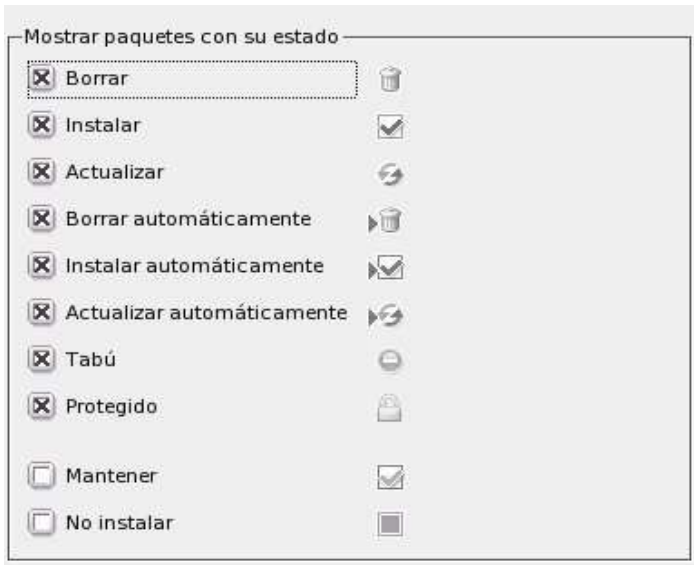 Mostrar paquetes con su estado
Borrar
Instalar
Actualizar
Borrar automáticamente
Instalar automáticamente
Actualizar automáticamente
Tabú
Protegido
Mantener
No instalar